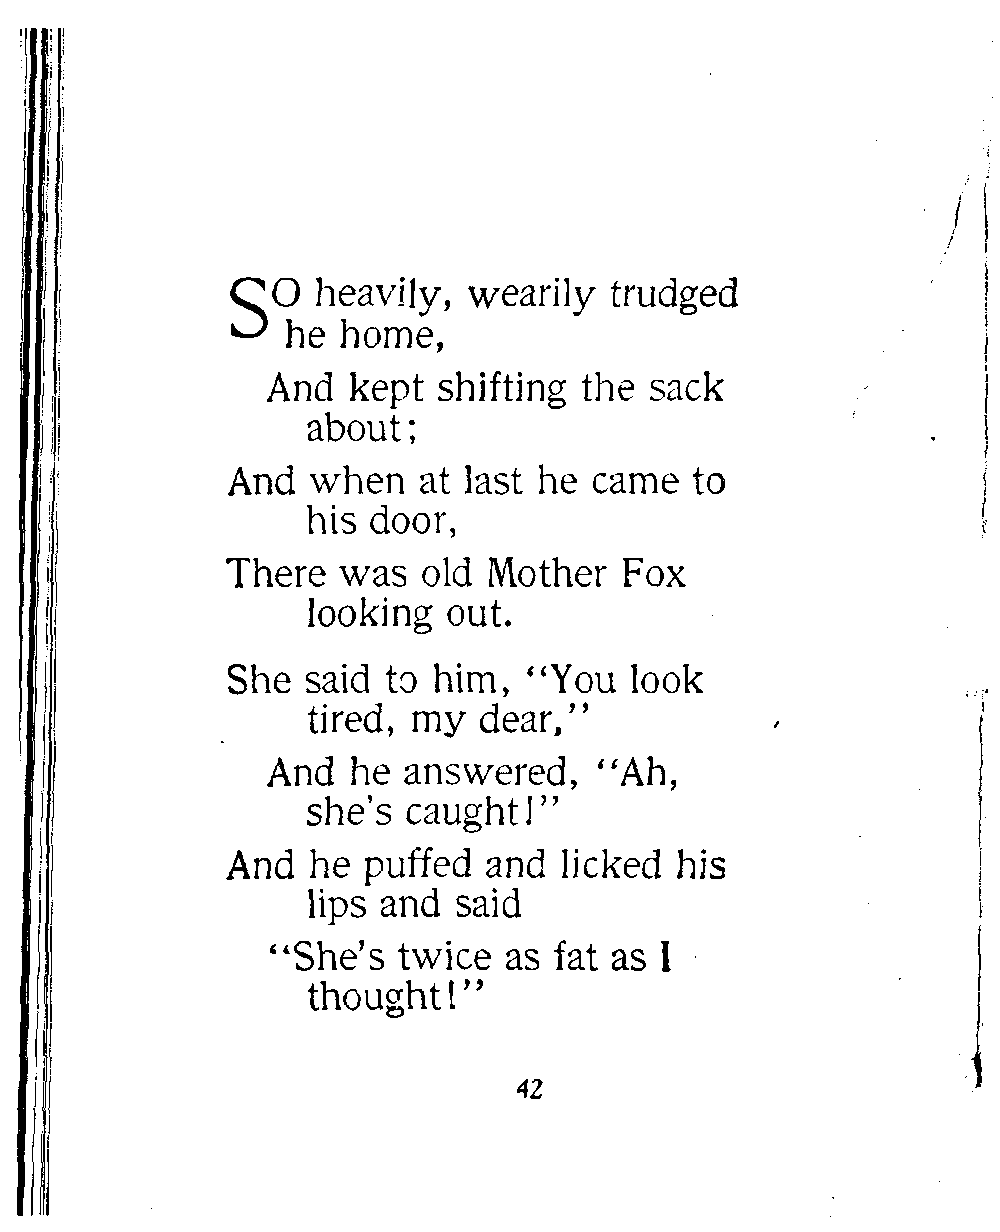 SO heavily, wearily trudged
he home,
And kept shifting the sack
about;
And when at last he came to
his door,
There was old Mother Fox
looking out.
She said to him, "You look
tired, my dear,"
And he answered, "Ah,
she's caught!"
And he puffed and licked his
lips and said
"She's twice as fat as I
thought!"
42